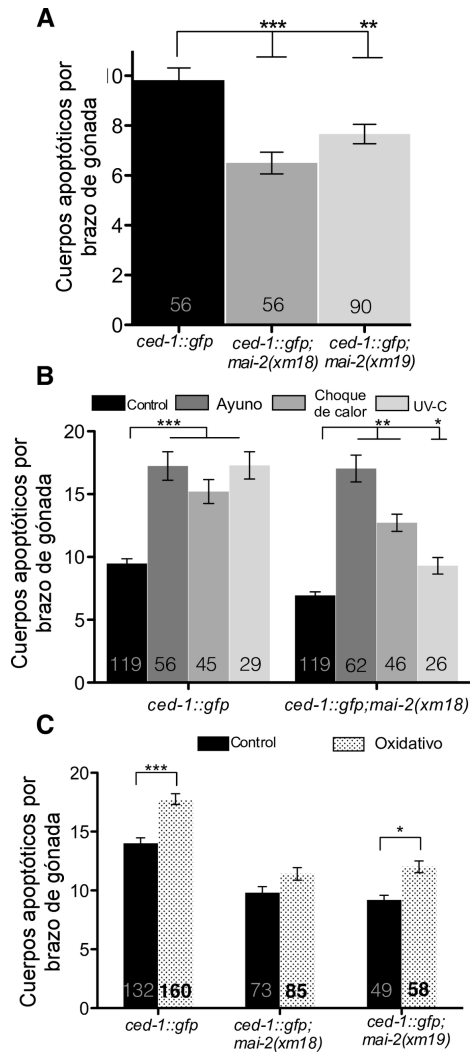 A
***
**
Cuerpos apoptóticos por
brazo de gónada
10
8
6
4
2
0
56
56
90
ced-1::gfp
ced-1::gfp;
mai-2(xm18)
ced-1::gfp;
mai-2(xm19)
B
Control
Ayuno
Choque
de calor
UV-C
Cuerpos apoptóticos por
brazo de gónada
20
15
10
5
0
***
**
*
119
56
45
29
119
62
46
26
ced-1::gfp
ced-1::gfp;mai-2(xm18)
C
Control
Oxidativo
Cuerpos apoptóticos por
brazo de gónada
20
15
10
5
0
***
*
132
160
73
85
49
58
ced-1::gfp
ced-1::gfp;
mai-2(xm18)
ced-1::gfp;
mai-2(xm19)